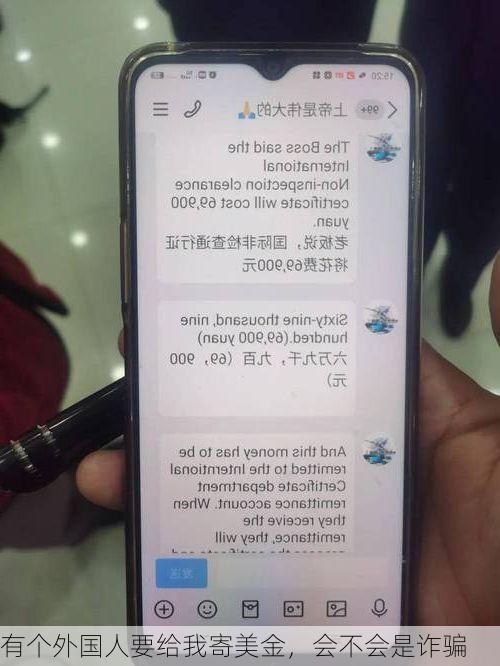 15:20
99+
上帝是伟大的🙏
The Boss said the
International
Non-inspection clearance
certificate will cost 69,900
yuan.
老板说，国际非检查通行证
将花费69,900元
Sixty-nine thousand, nine
hundred.(69,900 yuan)
六万九千，九百（69，900
元）
And this money has to be
remitted to the Interntional
Certificate department
remittance account. When
they receive the
remittance, they will
发送
有个外国人要给我寄美金，会不会是诈骗